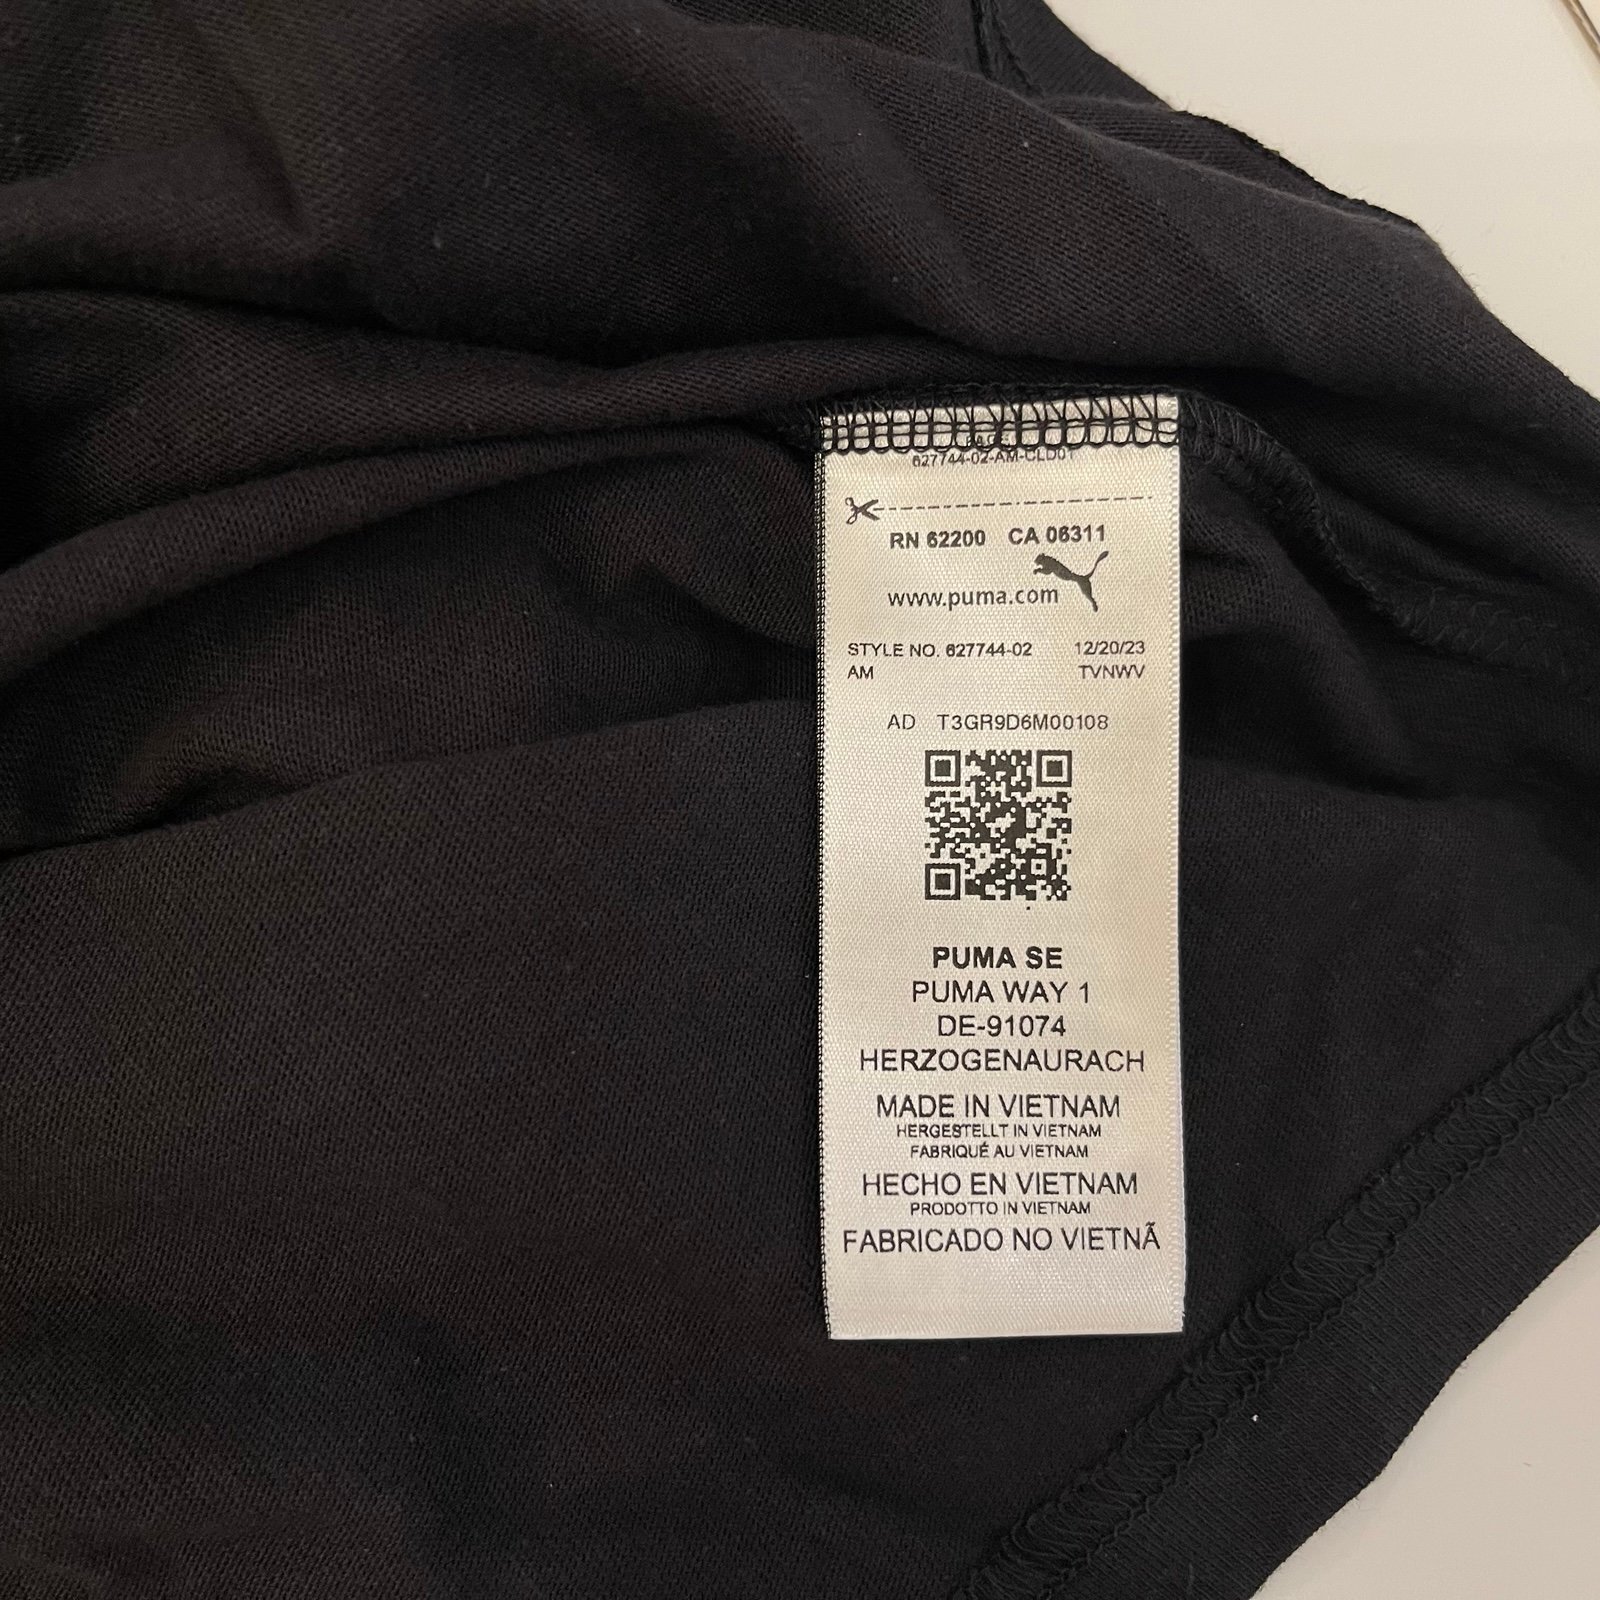 627744-02-AM-CLD01
RN 62200 CA 06311
www.puma.com
STYLE NO. 627744-02 12/20/23
AM TVNWV
AD T3GR9D6M00108
PUMA SE
PUMA WAY 1
DE-91074
HERZOGENAURACH
MADE IN VIETNAM
HERGESTELLT IN VIETNAM
FABRIQUÉ AU VIETNAM
HECHO EN VIETNAM
PRODOTTO IN VIETNAM
FABRICADO NO VIETNÃ